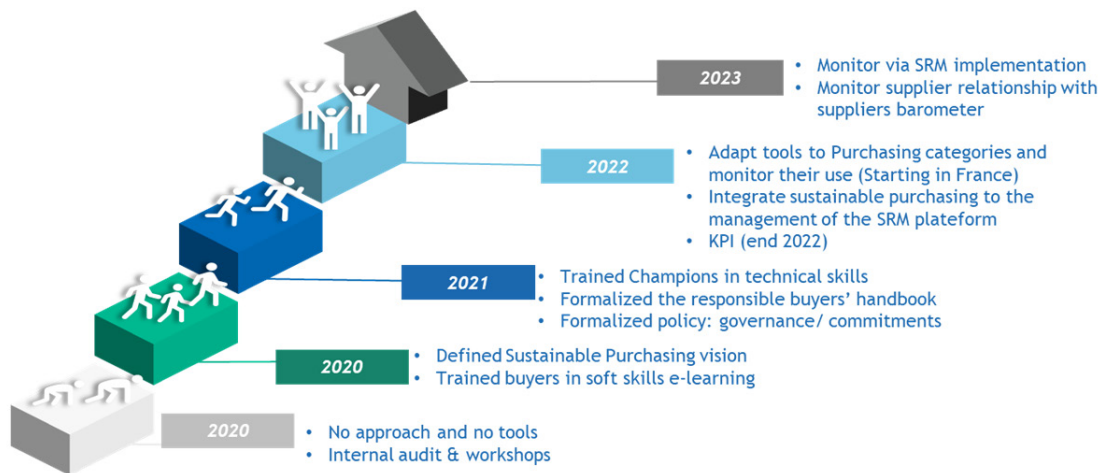 2023
• Monitor via SRM implementation
• Monitor supplier relationship with
suppliers barometer
2022
• Adapt tools to Purchasing categories and
monitor their use (Starting in France)
• Integrate sustainable purchasing to the
management of the SRM plateform
• KPI (end 2022)
2021
• Trained Champions in technical skills
• Formalized the responsible buyers’ handbook
• Formalized policy: governance/ commitments
2020
• Defined Sustainable Purchasing vision
• Trained buyers in soft skills e-learning
2020
• No approach and no tools
• Internal audit & workshops